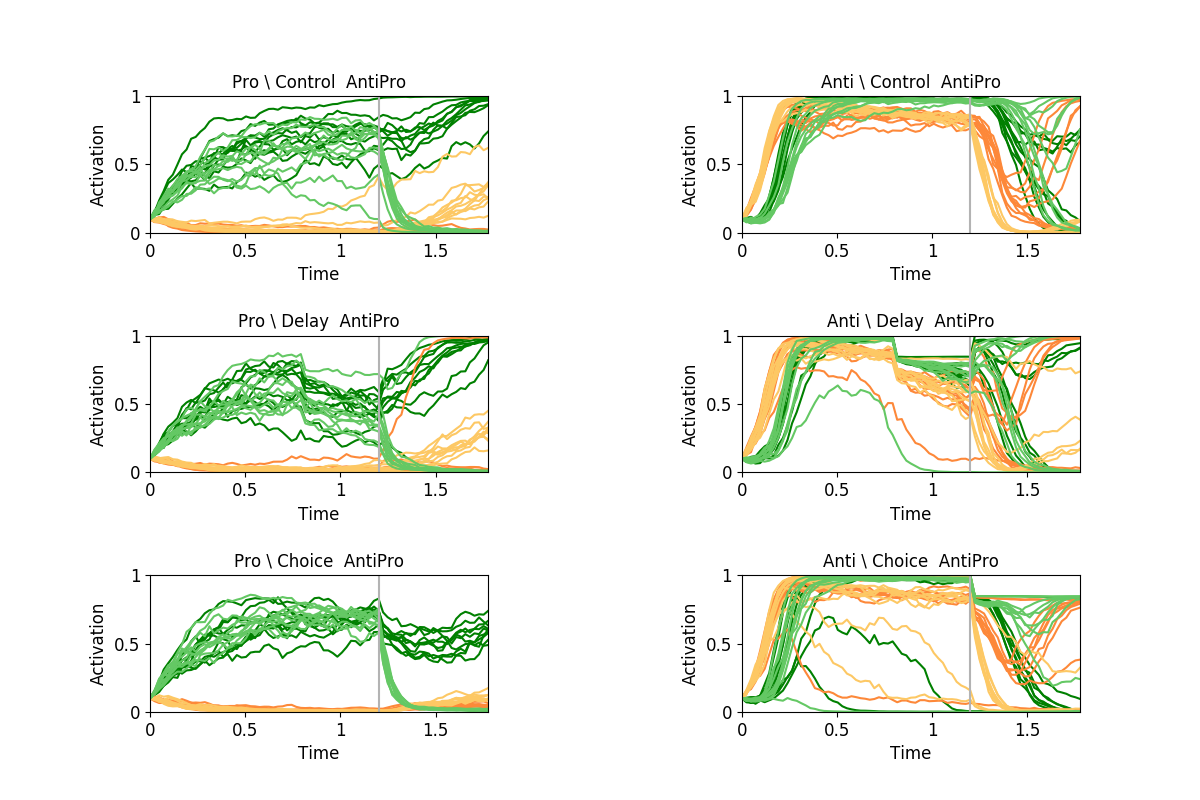 Pro \ Control  AntiPro
Activation
1
0.5
0
0
0.5
1
1.5
Time
Anti \ Control  AntiPro
Activation
1
0.5
0
0
0.5
1
1.5
Time
Pro \ Delay  AntiPro
Activation
1
0.5
0
0
0.5
1
1.5
Time
Anti \ Delay  AntiPro
Activation
1
0.5
0
0
0.5
1
1.5
Time
Pro \ Choice  AntiPro
Activation
1
0.5
0
0
0.5
1
1.5
Time
Anti \ Choice  AntiPro
Activation
1
0.5
0
0
0.5
1
1.5
Time